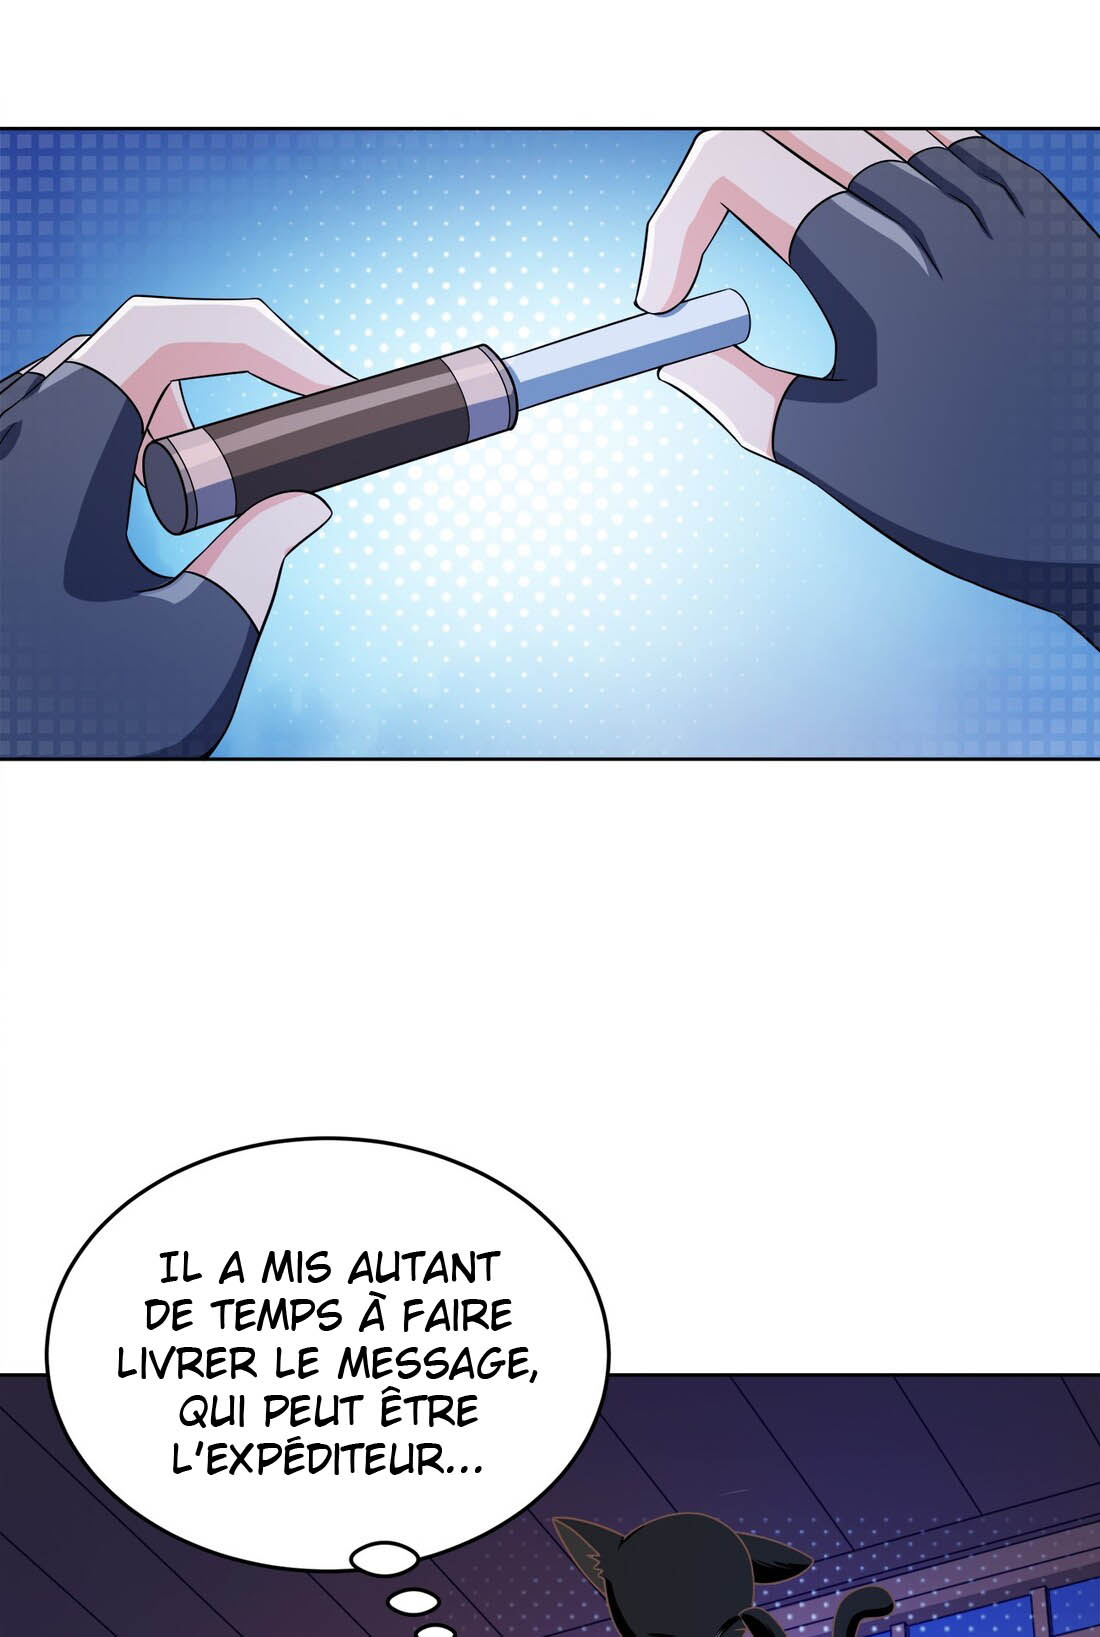 IL A MIS AUTANT
DE TEMPS À FAIRE
LIVRER LE MESSAGE,
QUI PEUT ÊTRE
L'EXPÉDITEUR...